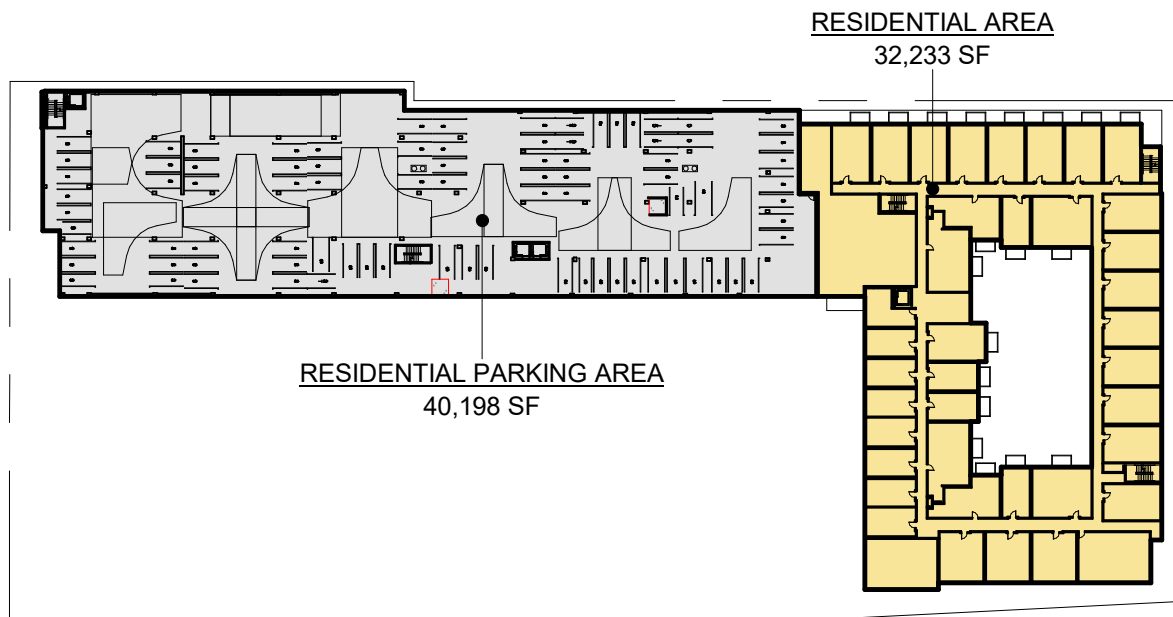 RESIDENTIAL AREA
32,233 SF
RESIDENTIAL PARKING AREA
40,198 SF